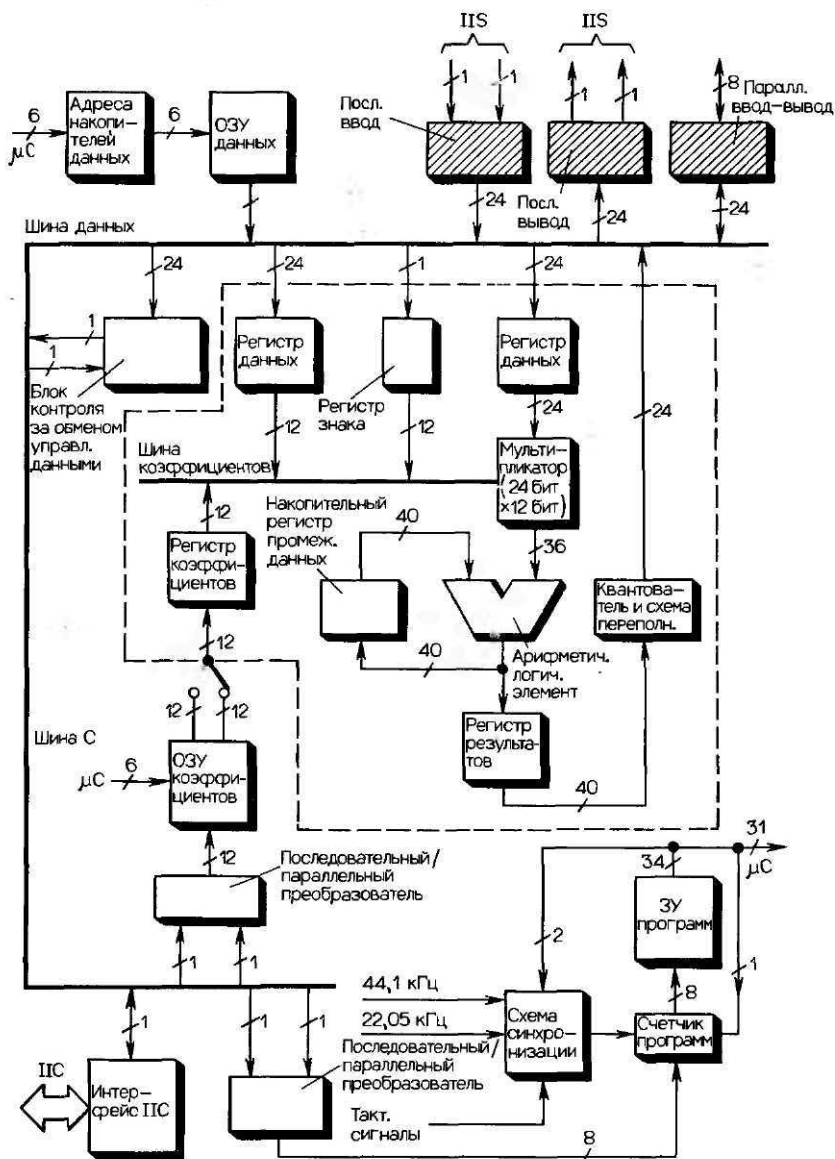 IIS
IIS
1
1
1
1
8
Посл.
ввод
Паралл.
ввод-вывод
6
μC
Адреса
накопи-
телей
данных
6
ОЗУ
данных
24
Посл.
вывод
24
24
Шина данных
24
24
1
24
1
1
Регистр
данных
Регистр
данных
Блок
контроля
за обменом
управл.
данными
12
Регистр
знака
12
24
24
Шина
коэффициентов
Мульти-
пликатор
(24 бит
×12 бит)
12
Накопительный
регистр
промеж.
данных
40
36
Регистр
коэффи-
циентов
Квантова-
тель и схема
переполн.
12
40
Арифметич.
логич.
элемент
12
12
Шина C
μC
6
ОЗУ
коэффи-
циентов
Регистр
результа-
тов
40
12
Последовательный/
параллельный
преобразователь
31
34
μC
1
1
2
ЗУ
программ
1
44,1 кГц
8
1
1
1
22,05 кГц
Схема
синхро-
низации
Счетчик
программ
IIC
Интер-
фейс IIC
Последовательный/
параллельный
преобразователь
Такт.
сигналы
8